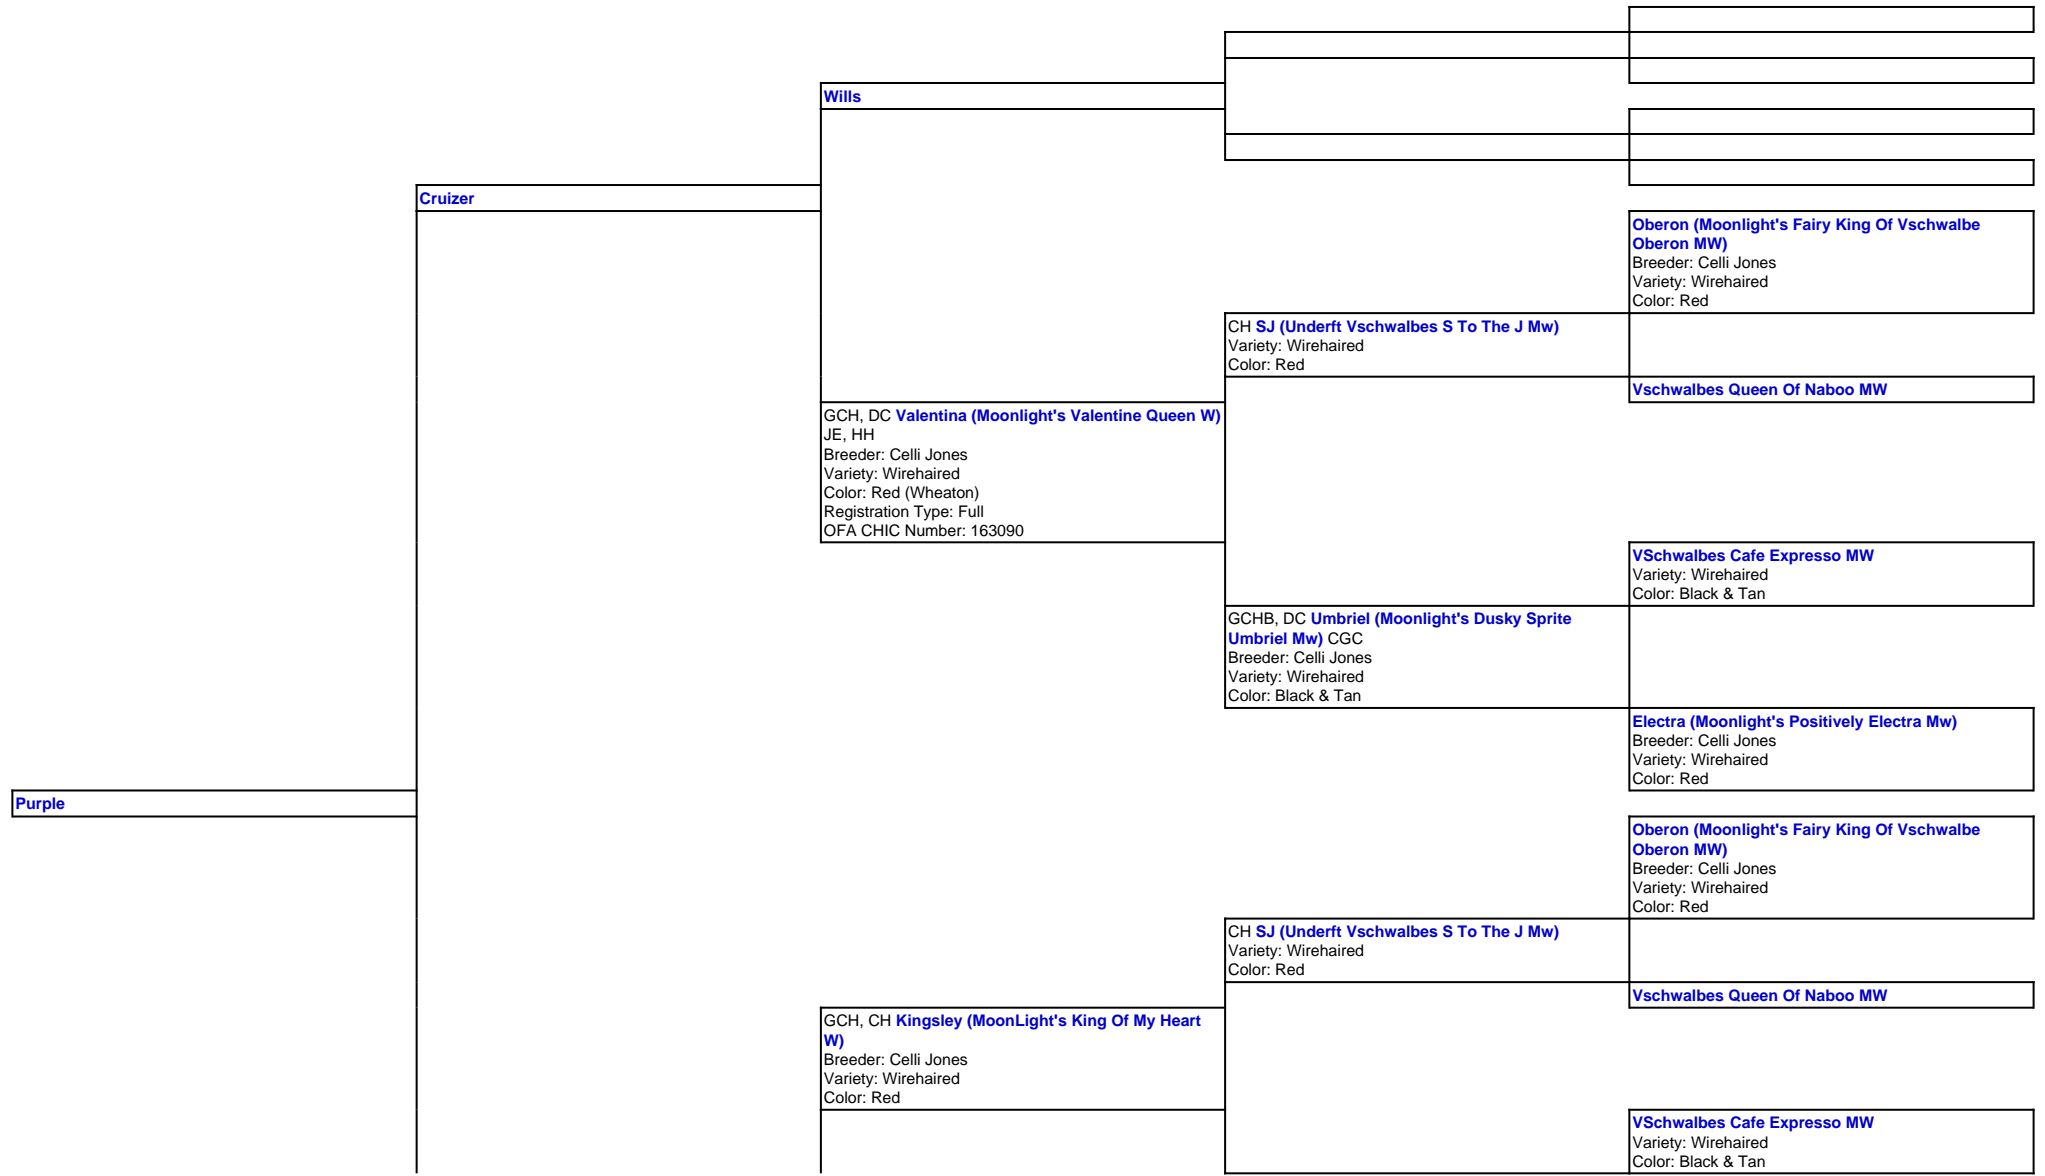 Wills
Cruizer
Oberon (Moonlight's Fairy King Of Vschwalbe
Oberon MW)
Breeder: Celli Jones
Variety: Wirehaired
Color: Red
CH SJ (Underft Vschwalbes S To The J Mw)
Variety: Wirehaired
Color: Red
Vschwalbes Queen Of Naboo MW
GCH, DC Valentina (Moonlight's Valentine Queen W)
JE, HH
Breeder: Celli Jones
Variety: Wirehaired
Color: Red (Wheaton)
Registration Type: Full
OFA CHIC Number: 163090
VSchwalbes Cafe Expresso MW
Variety: Wirehaired
Color: Black & Tan
GCHB, DC Umbriel (Moonlight's Dusky Sprite
Umbriel Mw) CGC
Breeder: Celli Jones
Variety: Wirehaired
Color: Black & Tan
Electra (Moonlight's Positively Electra Mw)
Breeder: Celli Jones
Variety: Wirehaired
Color: Red
Purple
Oberon (Moonlight's Fairy King Of Vschwalbe
Oberon MW)
Breeder: Celli Jones
Variety: Wirehaired
Color: Red
CH SJ (Underft Vschwalbes S To The J Mw)
Variety: Wirehaired
Color: Red
Vschwalbes Queen Of Naboo MW
GCH, CH Kingsley (MoonLight's King Of My Heart
W)
Breeder: Celli Jones
Variety: Wirehaired
Color: Red
VSchwalbes Cafe Expresso MW
Variety: Wirehaired
Color: Black & Tan